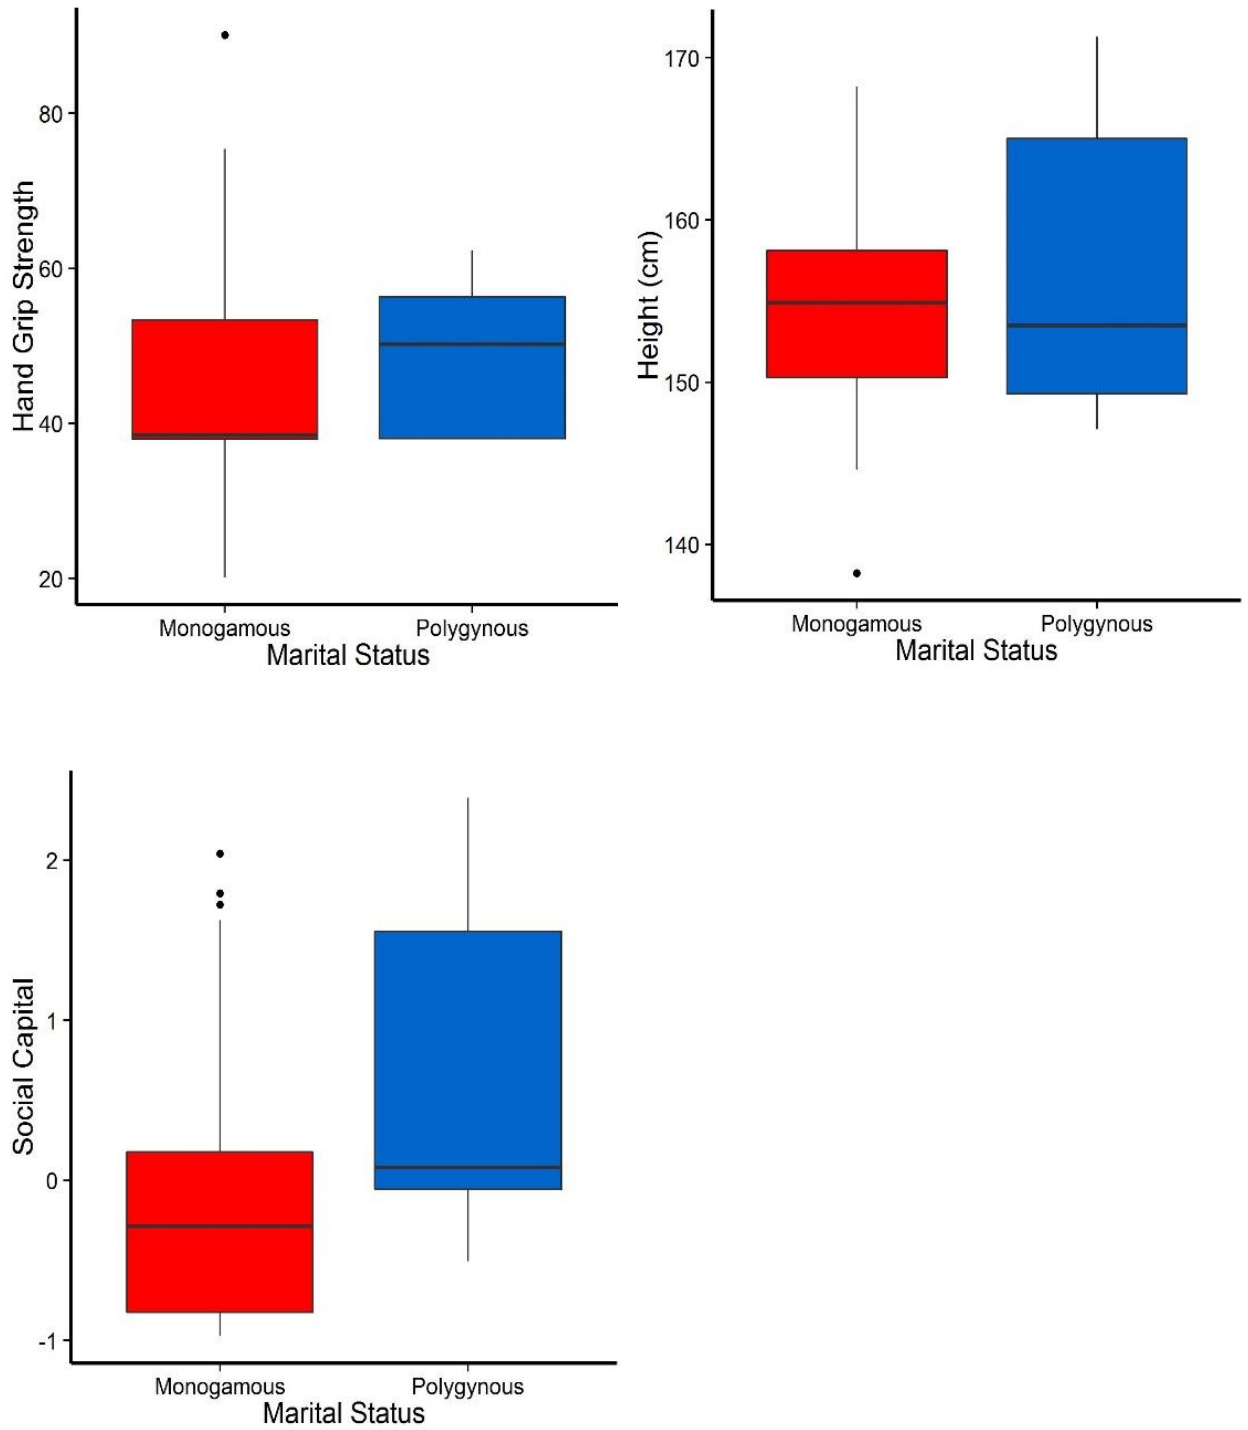 Hand Grip Strength
80
60
40
20
Monogamous Polygynous
Marital Status
Height (cm)
170
160
150
140
Monogamous Polygynous
Marital Status
Social Capital
2
1
0
-1
Monogamous Polygynous
Marital Status